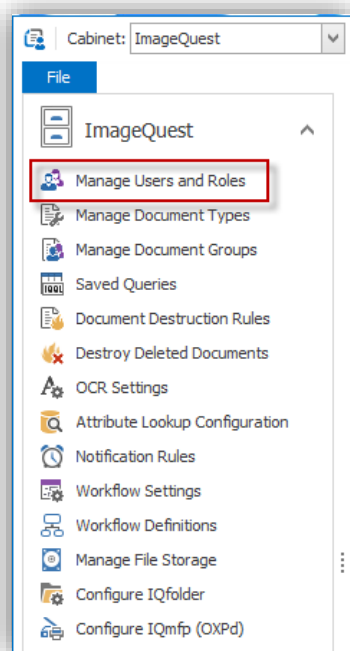 Cabinet: ImageQuest
File
ImageQuest
Manage Users and Roles
Manage Document Types
Manage Document Groups
IQQL Saved Queries
Document Destruction Rules
Destroy Deleted Documents
OCR Settings
Attribute Lookup Configuration
Notification Rules
Workflow Settings
Workflow Definitions
Manage File Storage
Configure IQfolder
Configure IQmfp (OXPd)